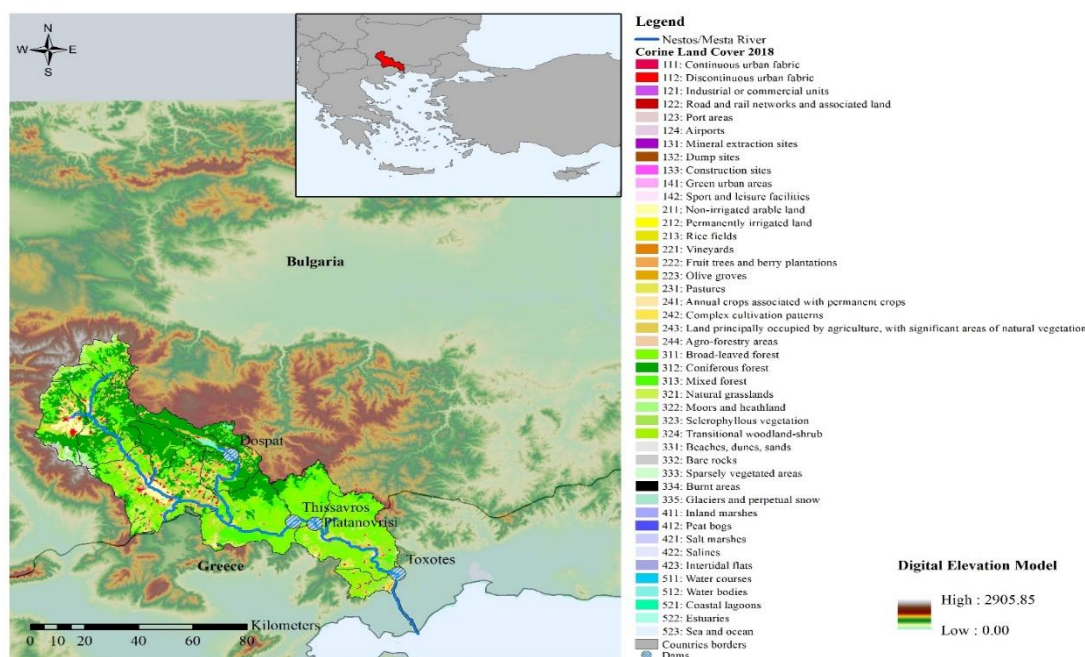 N
W E
S
Bulgaria
Dospat
Thissavros
Platanovrisi
Toxotes
Greece
Kilometers
0 10 20 40 60 80
Legend
Nestos/Mesta River
Corine Land Cover 2018
111: Continuous urban fabric
112: Discontinuous urban fabric
121: Industrial or commercial units
122: Road and rail networks and associated land
123: Port areas
124: Airports
131: Mineral extraction sites
132: Dump sites
133: Construction sites
141: Green urban areas
142: Sport and leisure facilities
211: Non-irrigated arable land
212: Permanently irrigated land
213: Rice fields
221: Vineyards
222: Fruit trees and berry plantations
223: Olive groves
231: Pastures
241: Annual crops associated with permanent crops
242: Complex cultivation patterns
243: Land principally occupied by agriculture, with significant areas of natural vegetation
244: Agro-forestry areas
311: Broad-leaved forest
312: Coniferous forest
313: Mixed forest
321: Natural grasslands
322: Moors and heathland
323: Sclerophyllous vegetation
324: Transitional woodland-shrub
331: Beaches, dunes, sands
332: Bare rocks
333: Sparsely vegetated areas
334: Burnt areas
335: Glaciers and perpetual snow
411: Inland marshes
412: Peat bogs
421: Salt marshes
422: Salines
423: Intertidal flats
511: Water courses
512: Water bodies
521: Coastal lagoons
522: Estuaries
523: Sea and ocean
Countries borders
Dams
Digital Elevation Model
High : 2905.85
Low : 0.00